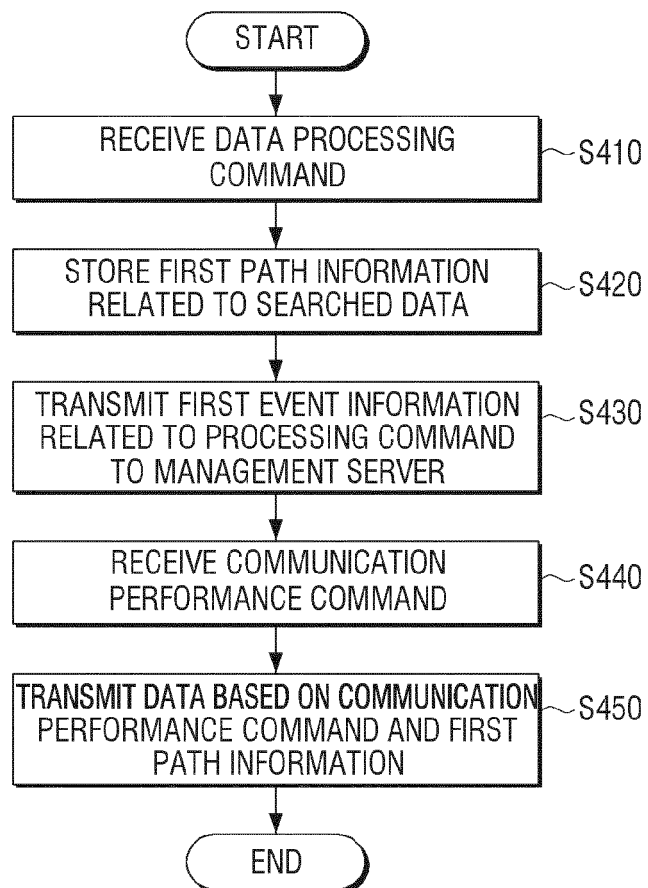 START
RECEIVE DATA PROCESSING
COMMAND
S410
STORE FIRST PATH INFORMATION
RELATED TO SEARCHED DATA
S420
TRANSMIT FIRST EVENT INFORMATION
RELATED TO PROCESSING COMMAND
TO MANAGEMENT SERVER
S430
RECEIVE COMMUNICATION
PERFORMANCE COMMAND
S440
TRANSMIT DATA BASED ON COMMUNICATION
PERFORMANCE COMMAND AND FIRST
PATH INFORMATION
S450
END